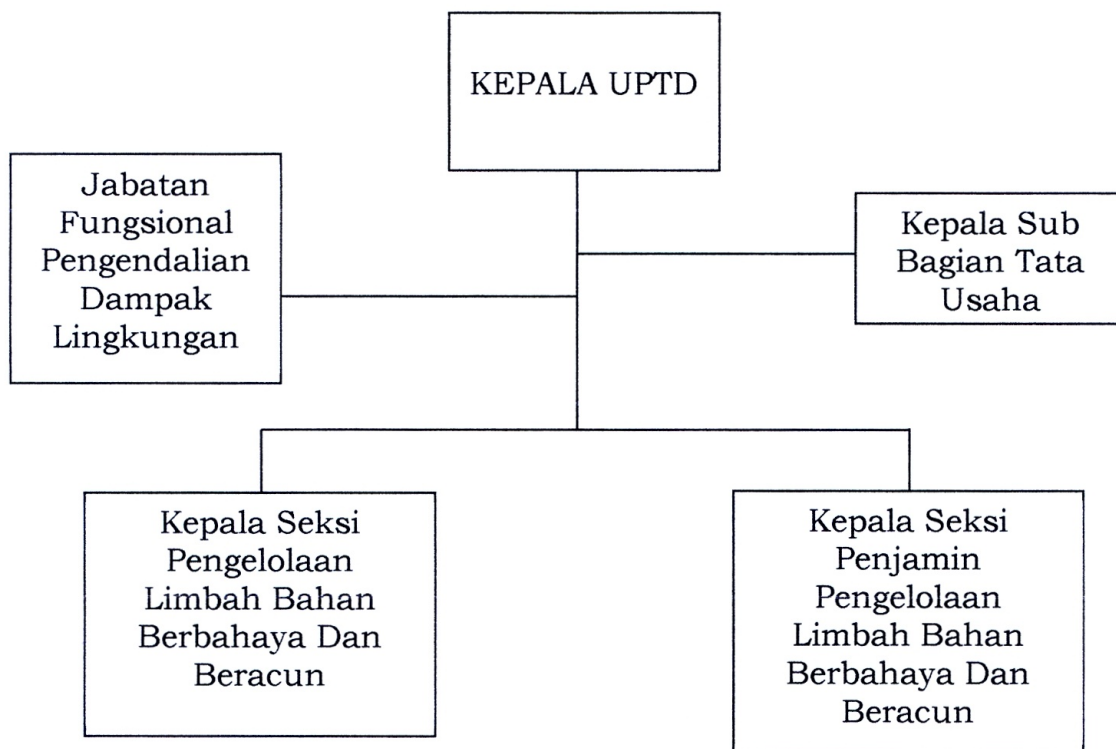 KEPALA UPTD
Jabatan
Fungsional
Pengendalian
Dampak
Lingkungan
Kepala Sub
Bagian Tata
Usaha
Kepala Seksi
Pengelolaan
Limbah Bahan
Berbahaya Dan
Beracun
Kepala Seksi
Penjamin
Pengelolaan
Limbah Bahan
Berbahaya Dan
Beracun